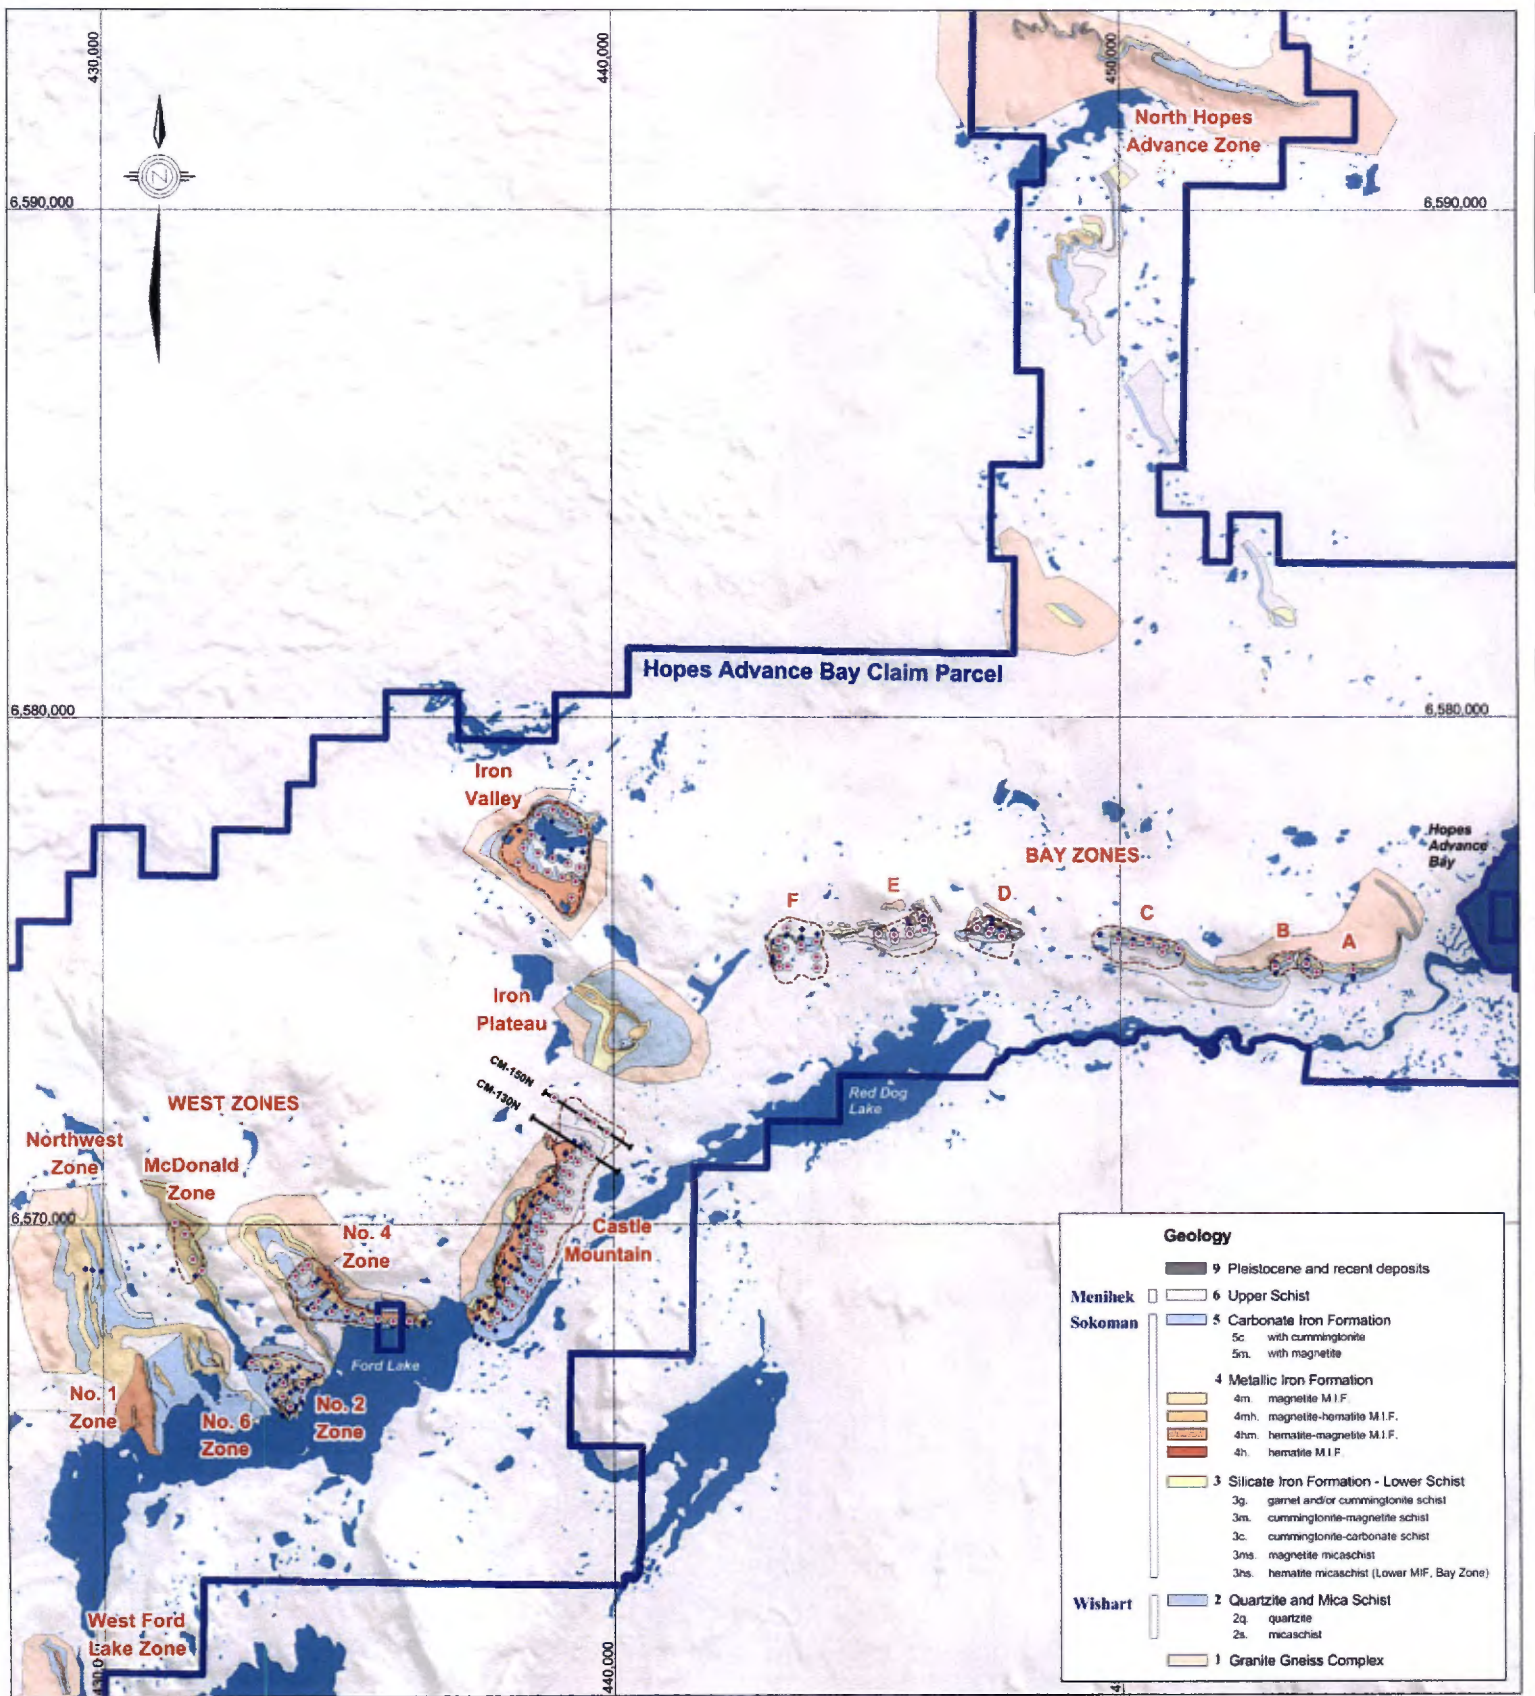 430,000
440,000
450,000
North Hopes
Advance Zone
N
6,590,000
6,590,000
Hopes Advance Bay Claim Parcel
6,580,000
6,580,000
Iron
Valley
Hopes
Advance
Bay
BAY ZONES
F
E
D
C
B
A
Iron
Plateau
CM-150N
CM-130N
Red Dog
Lake
WEST ZONES
Northwest
Zone
McDonald
Zone
6,570,000
No. 4
Zone
Castle
Mountain
Ford Lake
No. 1
Zone
No. 6
Zone
No. 2
Zone
West Ford
Lake Zone
440,000
Geology
9 Pleistocene and recent deposits
Menihek 6 Upper Schist
Sokoman 5 Carbonate Iron Formation
5c with cummingtonite
5m. with magnetite
4 Metallic Iron Formation
4m. magnetite M.I.F.
4mh. magnetite-hematite M.I.F.
4hm. hematite-magnetite M.I.F.
4h. hematite M.I.F.
3 Silicate Iron Formation - Lower Schist
3g. garnet and/or cummingtonite schist
3m. cummingtonite-magnetite schist
3c. cummingtonite-carbonate schist
3ms. magnetite micaschist
3hs. hematite micaschist (Lower MIF, Bay Zone)
Wishart 2 Quartzite and Mica Schist
2q. quartzite
2s. micaschist
1 Granite Gneiss Complex